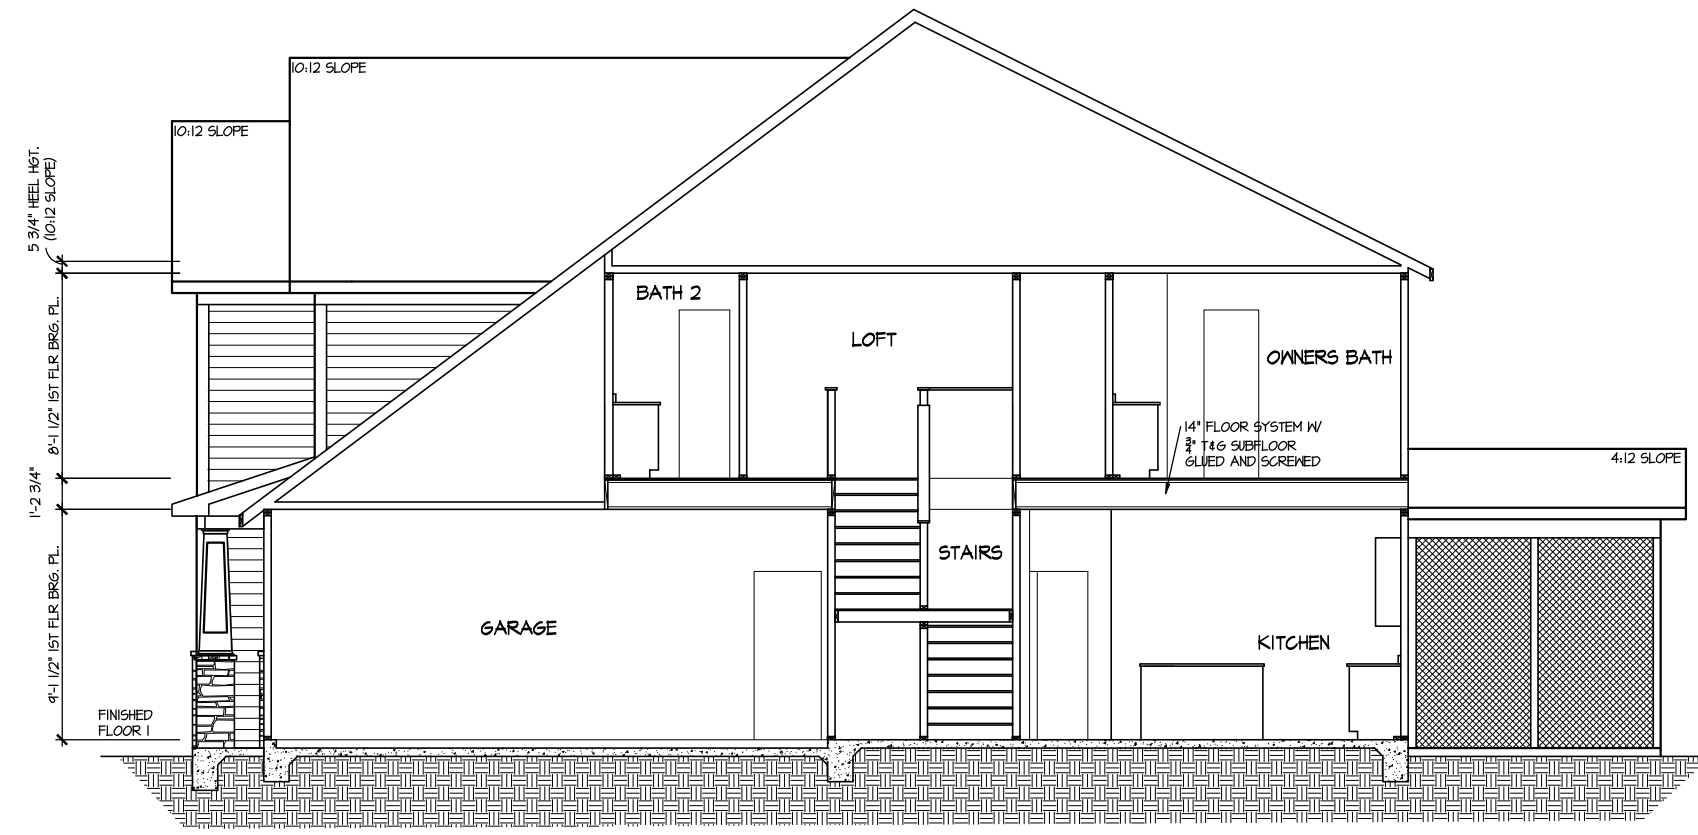 10:12 SLOPE
10:12 SLOPE
5 3/4" HEEL HGT.
(10:12 SLOPE)
8'-1 1/2" 1ST FLR BRG. PL.
1'-2 3/4"
9'-1 1/2" 1ST FLR BRG. PL.
FINISHED
FLOOR 1
BATH 2
LOFT
OWNERS BATH
14" FLOOR SYSTEM W/
3/4" T&G SUBFLOOR
GLUED AND SCREWED
4:12 SLOPE
STAIRS
GARAGE
KITCHEN